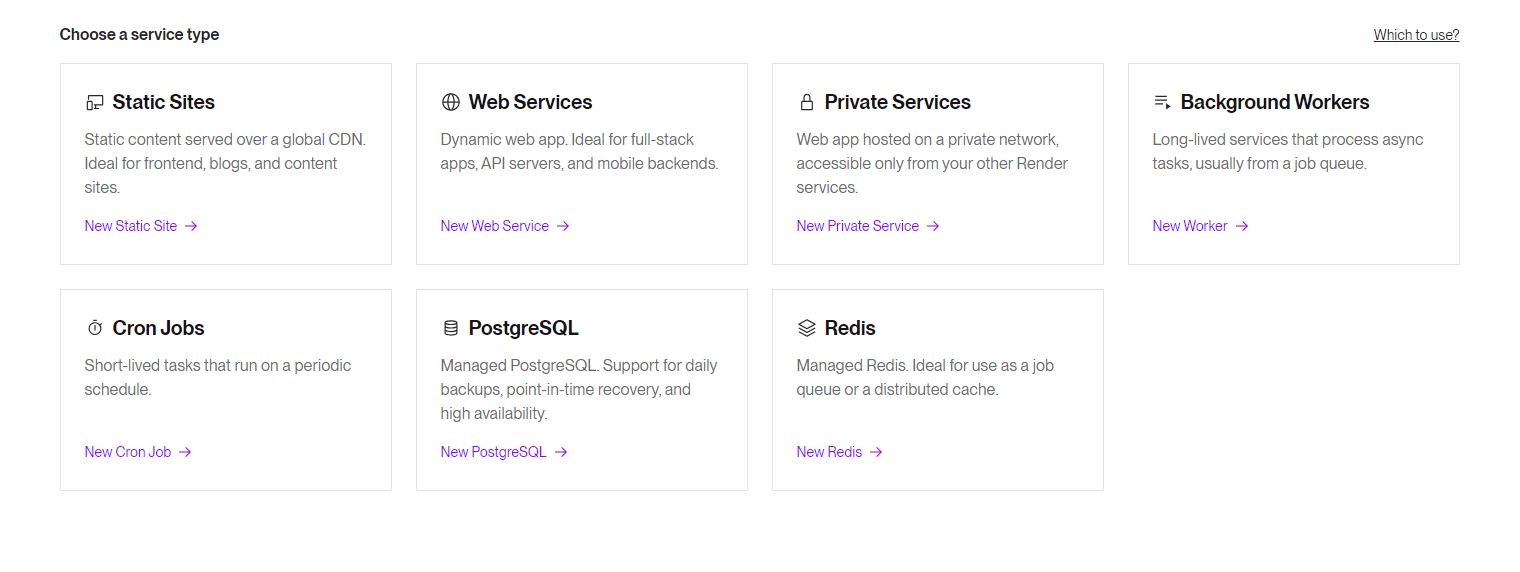 Choose a service type
Which to use?
Static Sites
Static content served over a global CDN.
Ideal for frontend, blogs, and content
sites.
New Static Site →
Web Services
Dynamic web app. Ideal for full-stack
apps, API servers, and mobile backends.
New Web Service →
Private Services
Web app hosted on a private network,
accessible only from your other Render
services.
New Private Service →
Background Workers
Long-lived services that process async
tasks, usually from a job queue.
New Worker →
Cron Jobs
Short-lived tasks that run on a periodic
schedule.
New Cron Job →
PostgreSQL
Managed PostgreSQL. Support for daily
backups, point-in-time recovery, and
high availability.
New PostgreSQL →
Redis
Managed Redis. Ideal for use as a job
queue or a distributed cache.
New Redis →